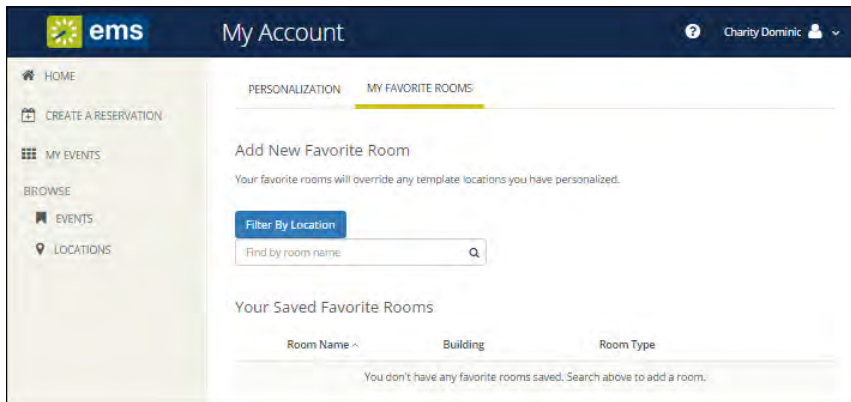 ems
My Account
Charity Dominic
HOME
CREATE A RESERVATION
MY EVENTS
BROWSE
EVENTS
LOCATIONS
PERSONALIZATION
MY FAVORITE ROOMS
Add New Favorite Room
Your favorite rooms will override any template locations you have personalized.
Filter By Location
Find by room name
Your Saved Favorite Rooms
Room Name Building Room Type
You don't have any favorite rooms saved. Search above to add a room.